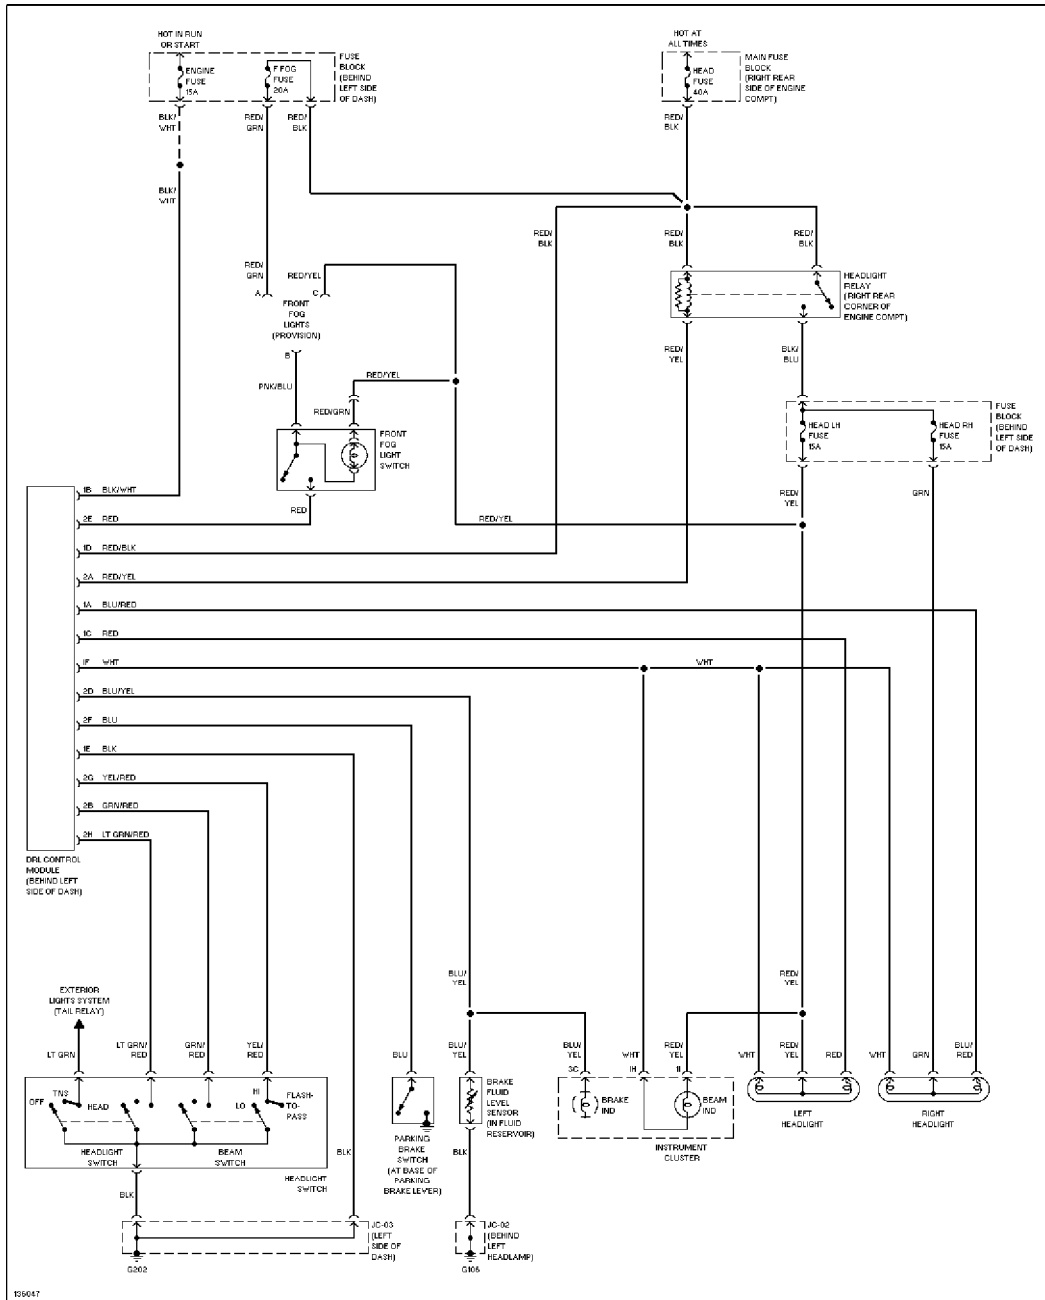 HOT IN RUN
OR START
HOT AT
ALL TIMES
ENGINE
FUSE
15A
F FOG
FUSE
20A
FUSE
BLOCK
(BEHIND
LEFT SIDE
OF DASH)
HEAD
FUSE
40A
MAIN FUSE
BLOCK
(RIGHT REAR
SIDE OF ENGINE
COMPT)
BLK/
WHT
RED/
GRN
RED/
BLK
RED/
BLK
BLK/
WHT
RED/
BLK
RED/
BLK
RED/
BLK
RED/
GRN
RED/YEL
A
C
FRONT
FOG
LIGHTS
(PROVISION)
B
HEADLIGHT
RELAY
(RIGHT REAR
CORNER OF
ENGINE COMPT)
RED/
YEL
BLK/
BLU
PNK/BLU
RED/YEL
RED/GRN
FRONT
FOG
LIGHT
SWITCH
HEAD LH
FUSE
15A
HEAD RH
FUSE
15A
FUSE
BLOCK
(BEHIND
LEFT SIDE
OF DASH)
RED
RED/YEL
RED/
YEL
GRN
1B BLK/WHT
2E RED
1D RED/BLK
2A RED/YEL
1A BLU/RED
1C RED
1F WHT
WHT
2D BLU/YEL
2F BLU
1E BLK
2G YEL/RED
2B GRN/RED
2H LT GRN/RED
DRL CONTROL
MODULE
(BEHIND LEFT
SIDE OF DASH)
EXTERIOR
LIGHTS SYSTEM
(TAIL RELAY)
BLU/
YEL
RED/
YEL
LT GRN
LT GRN/
RED
GRN/
RED
YEL/
RED
BLU
BLU/
YEL
BLU/
YEL
WHT
RED/
YEL
WHT
RED/
YEL
RED
WHT
GRN
BLU/
RED
3C
1H
1I
OFF
TNS
HEAD
LO
HI
FLASH-
TO-
PASS
HEADLIGHT
SWITCH
BEAM
SWITCH
HEADLIGHT
SWITCH
PARKING
BRAKE
SWITCH
(AT BASE OF
PARKING
BRAKE LEVER)
BRAKE
FLUID
LEVEL
SENSOR
(IN FLUID
RESERVOIR)
BRAKE
IND
BEAM
IND
INSTRUMENT
CLUSTER
LEFT
HEADLIGHT
RIGHT
HEADLIGHT
BLK
BLK
BLK
JC-03
(LEFT
SIDE OF
DASH)
JC-02
(BEHIND
LEFT
HEADLAMP)
G202
G106
136047